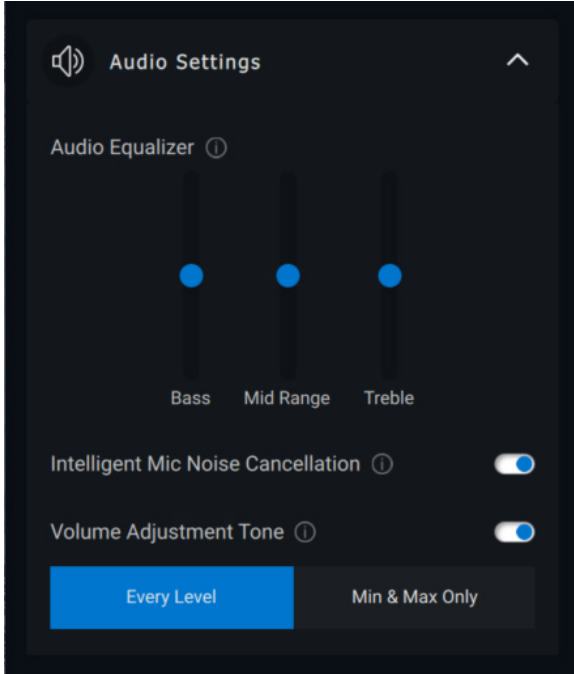 Audio Settings
Audio Equalizer
Bass Mid Range Treble
Intelligent Mic Noise Cancellation
Volume Adjustment Tone
Every Level Min & Max Only